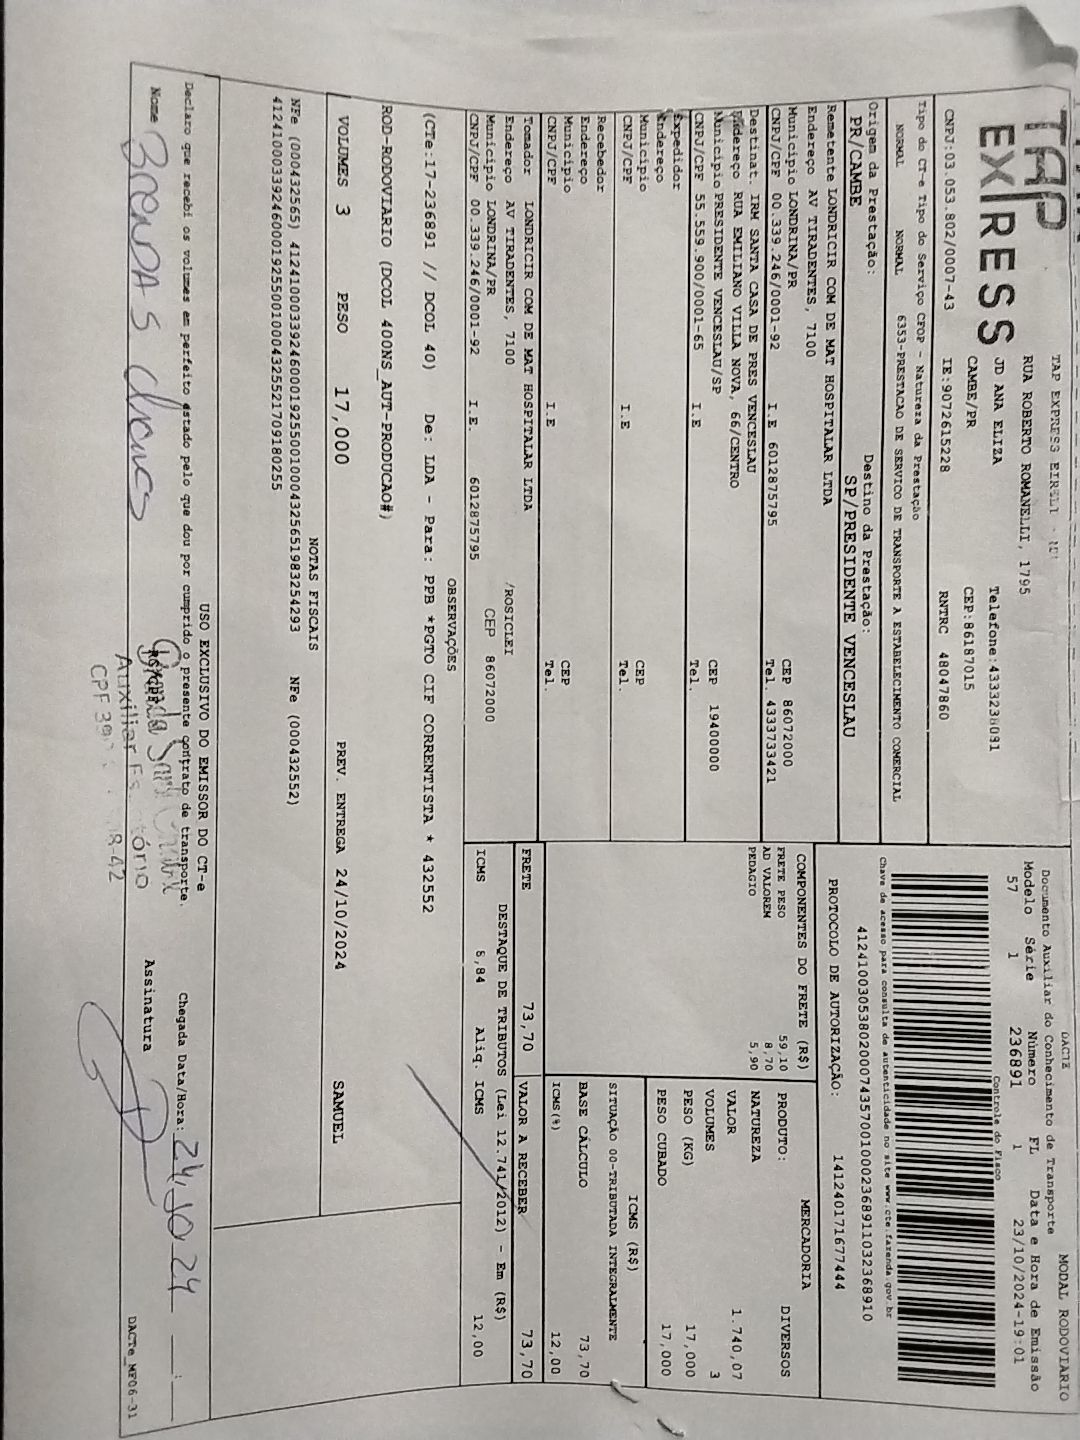 TAP
EXPRESS
TAP EXPRESS EIRELI
RUA ROBERTO ROMANELLI, 1795
JD ANA ELIZA
Telefone:4333238081
CAMBE/PR
CEP:86187015
CNPJ:03.053.802/0007-43
IE:9072615228
RNTRC 48047860
DACTE
MODAL RODOVIARIO
Documento Auxiliar do Conhecimento de Transporte
Modelo Série Número FL Data e Hora de Emissão
57 1 236891 1 23/10/2024-19:01
Controle do Fisco
Chave de acesso para consulta de autenticidade no site www.cte.fazenda.gov.br
41241003053802000743570010002368911032368910
PROTOCOLO DE AUTORIZAÇÃO: 141240171677444
Tipo do CT-e Tipo do Serviço CFOP - Natureza da Prestação
NORMAL NORMAL 6353-PRESTACAO DE SERVICO DE TRANSPORTE A ESTABELECIMENTO COMERCIAL
Origem da Prestação: Destino da Prestação:
PR/CAMBE SP/PRESIDENTE VENCESLAU
Remetente LONDRICIR COM DE MAT HOSPITALAR LTDA
Endereço AV TIRADENTES, 7100
Município LONDRINA/PR CEP 86072000
CNPJ/CPF 00.339.246/0001-92 I.E 6012875795 Tel. 4333733421
Destinat. IRM SANTA CASA DE PRES VENCESLAU
Endereço RUA EMILIANO VILLA NOVA, 66/CENTRO
Município PRESIDENTE VENCESLAU/SP CEP 19400000
CNPJ/CPF 55.559.900/0001-65 I.E Tel.
Expedidor
Endereço
Município CEP
CNPJ/CPF I.E Tel.
Recebedor
Endereço
Município CEP
CNPJ/CPF I.E Tel.
Tomador LONDRICIR COM DE MAT HOSPITALAR LTDA
Endereço AV TIRADENTES, 7100 /ROSICLEI
Município LONDRINA/PR CEP 86072000
CNPJ/CPF 00.339.246/0001-92 I.E. 6012875795
COMPONENTES DO FRETE (R$)
FRETE PESO 59,10
AD VALOREM 8,70
PEDAGIO 5,90
FRETE 73,70
MERCADORIA
PRODUTO: DIVERSOS
NATUREZA
VALOR 1.740,07
VOLUMES 3
PESO (KG) 17,000
PESO CUBADO 17,000
ICMS (R$)
SITUAÇÃO 00-TRIBUTADA INTEGRALMENTE
BASE CÁLCULO 73,70
ICMS(%) 12,00
VALOR A RECEBER 73,70
DESTAQUE DE TRIBUTOS (Lei 12.741/2012) - Em (R$)
ICMS 8,84 Aliq. ICMS 12,00
OBSERVAÇÕES
(CTe:17-236891 // DCOL 40) De: LDA - Para: PPB *PGTO CIF CORRENTISTA * 432552
ROD-RODOVIARIO (DCOL 400NS_AUT-PRODUCAO#)
VOLUMES 3 PESO 17,000 PREV. ENTREGA 24/10/2024 SAMUEL
NOTAS FISCAIS
NFe (000432565) 41241000339246000192550010004325651983254293 NFe (000432552)
41241000339246000192550010004325521709180255
USO EXCLUSIVO DO EMISSOR DO CT-e
Declaro que recebi os volumes em perfeito estado pelo que dou por cumprido o presente contrato de transporte.
Chegada Data/Hora: 24/10 24 __:__
Nome Brenda S
Assinatura
Brenda
CPF
DACTe_MF06-31